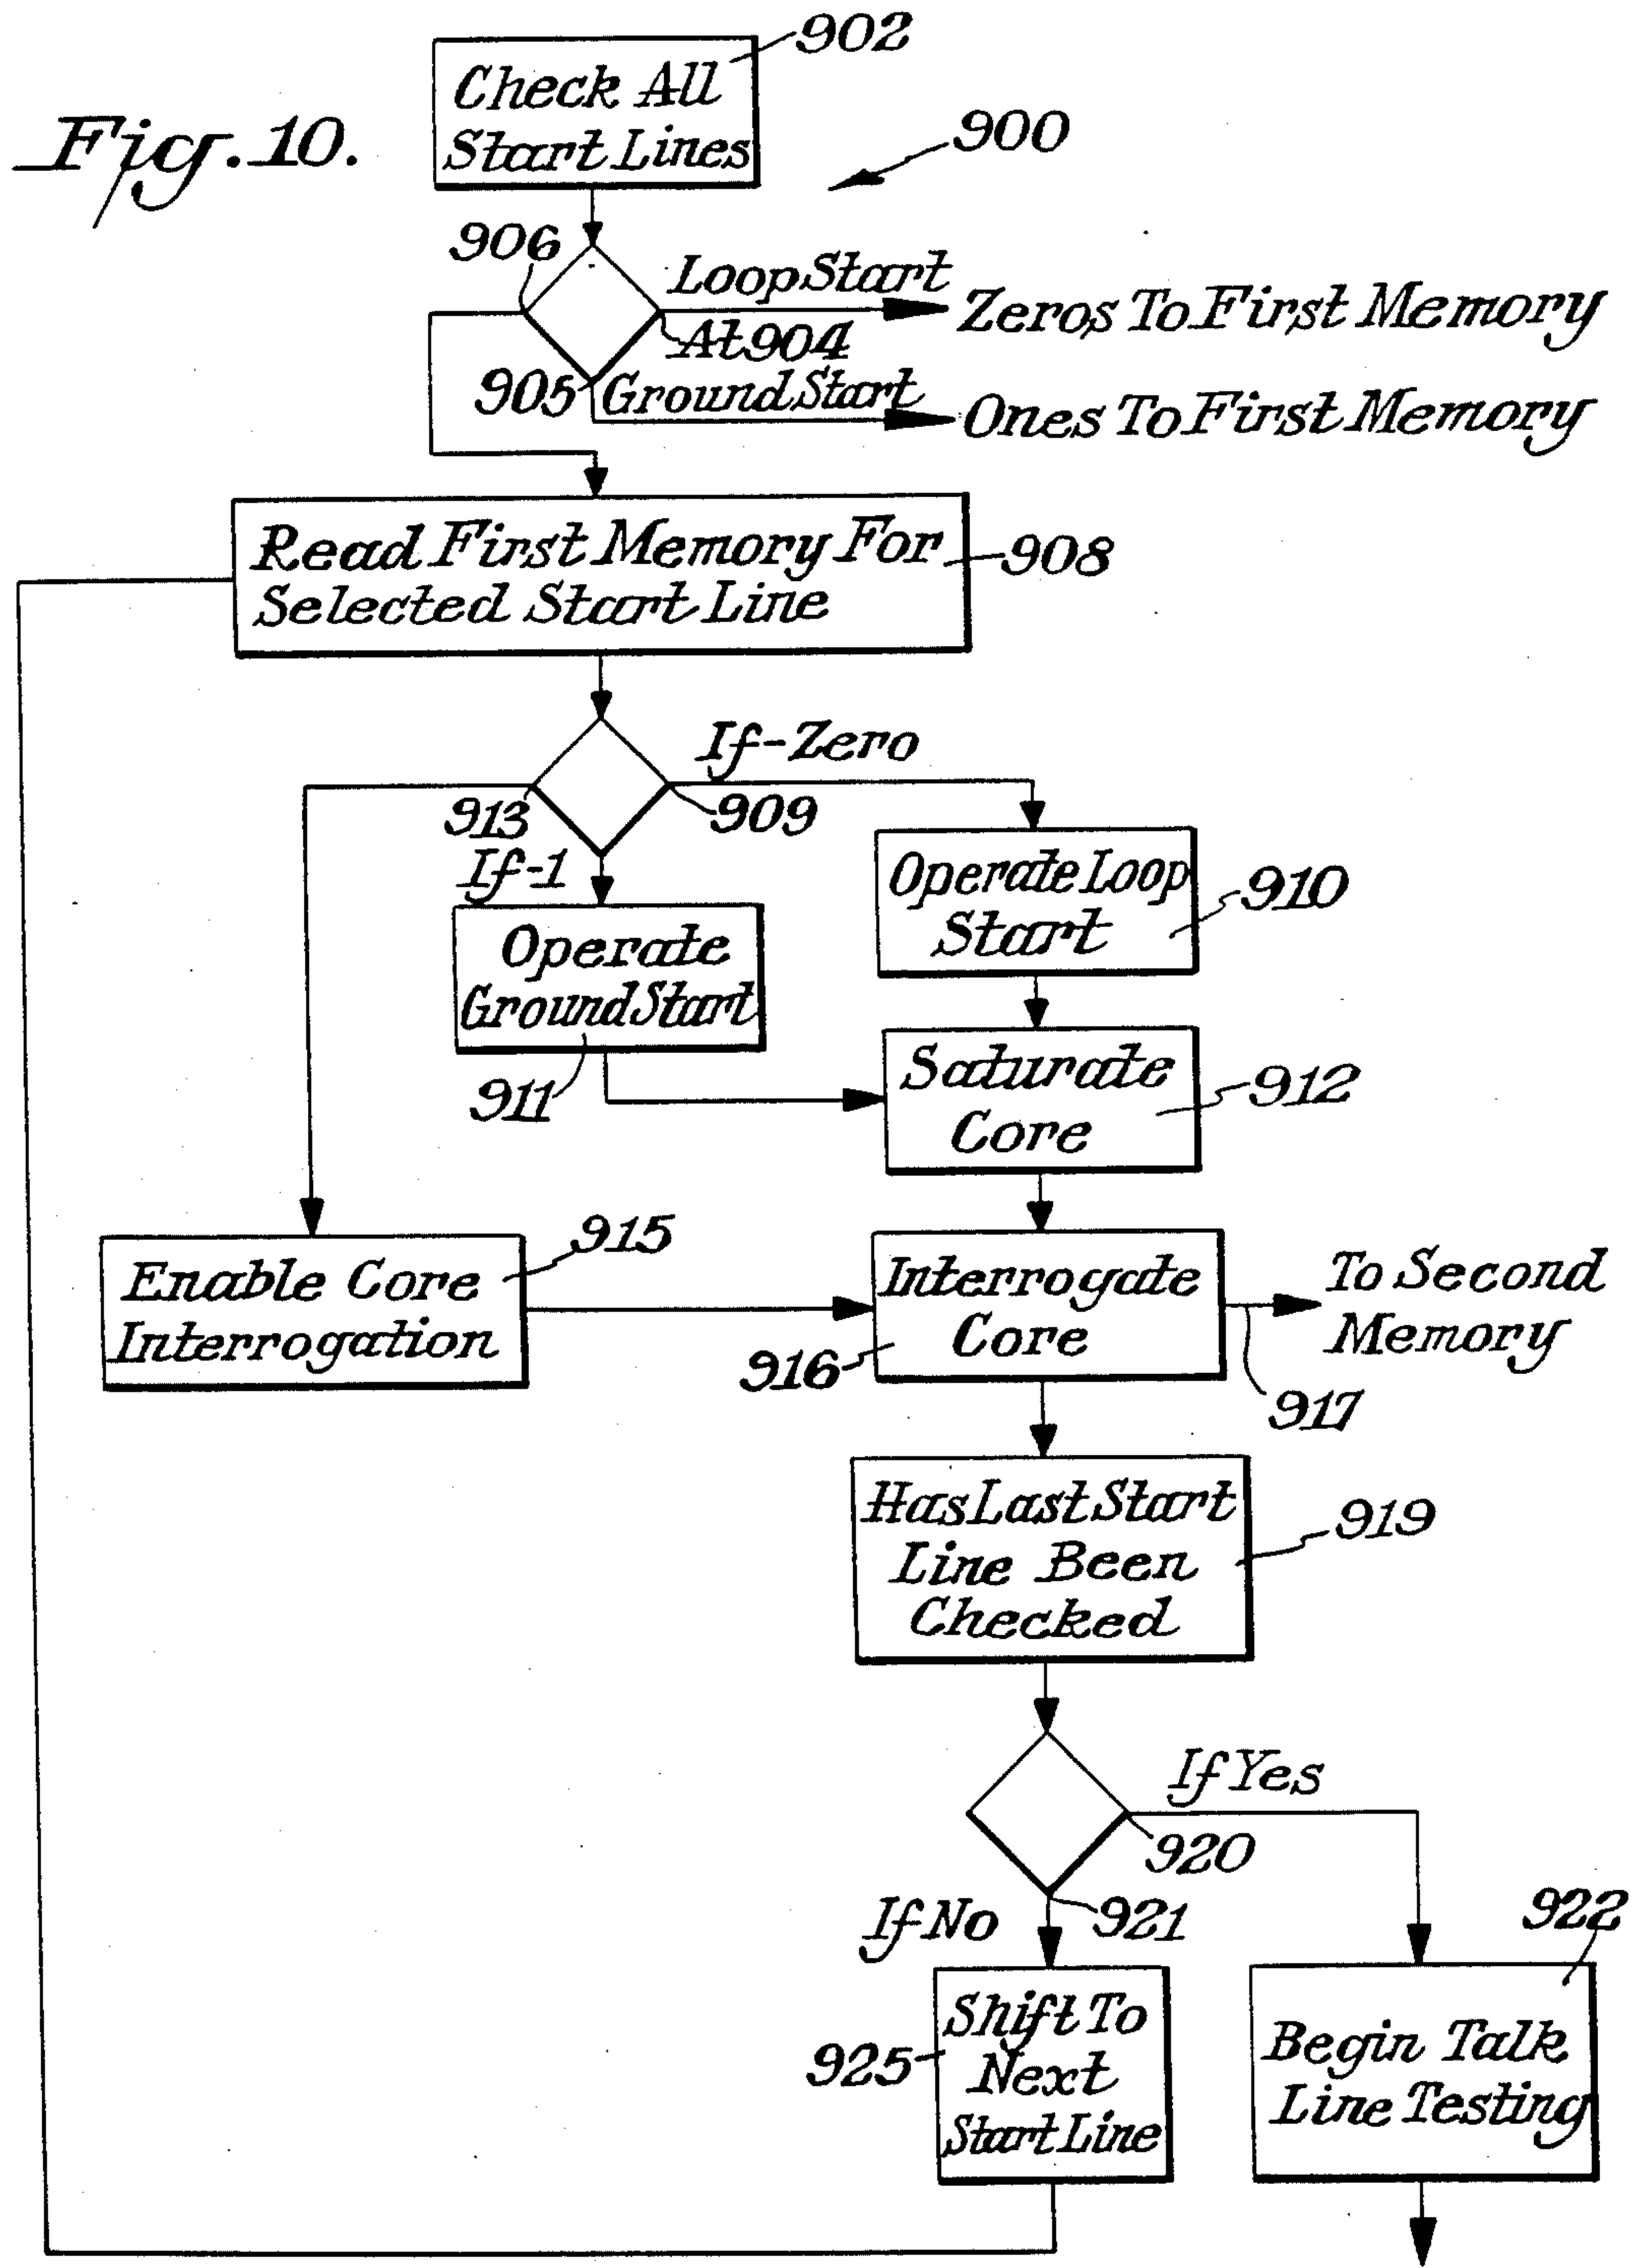 902
Check All
Start Lines
Fig. 10.
900
906
Loop Start
Zeros To First Memory
At 904
905
Ground Start
Ones To First Memory
Read First Memory For
Selected Start Line
908
If-Zero
913
909
If-1
Operate Loop
Start
910
Operate
Ground Start
911
Saturate
Core
912
915
Enable Core
Interrogation
Interrogate
Core
916
To Second
Memory
917
Has Last Start
Line Been
Checked
919
If Yes
920
If No
921
922
Shift To
Next
Start Line
925
Begin Talk
Line Testing